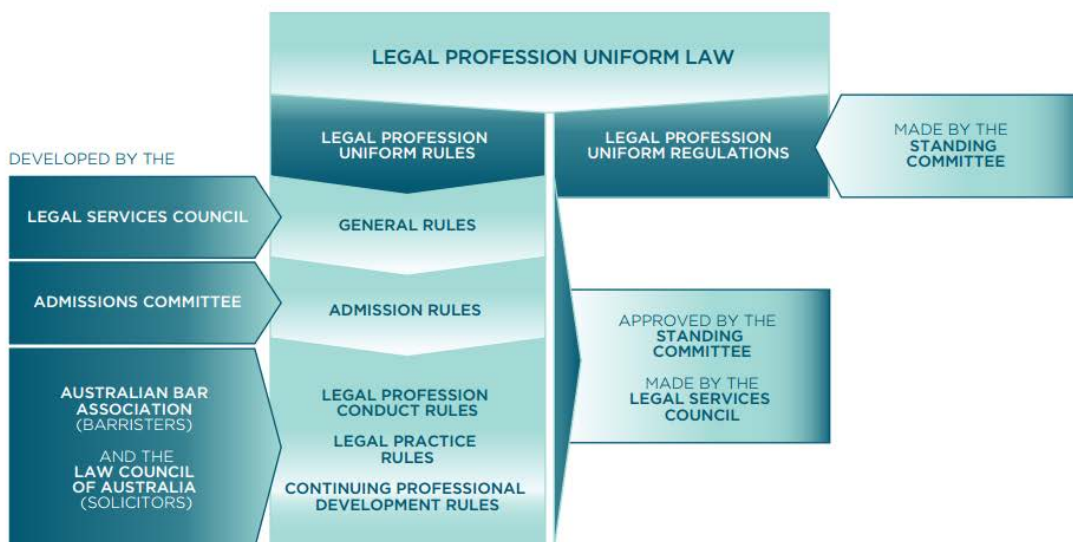 LEGAL PROFESSION UNIFORM LAW
LEGAL PROFESSION
UNIFORM RULES
LEGAL PROFESSION
UNIFORM REGULATIONS
MADE BY THE
STANDING
COMMITTEE
DEVELOPED BY THE
LEGAL SERVICES COUNCIL
GENERAL RULES
ADMISSIONS COMMITTEE
ADMISSION RULES
APPROVED BY THE
STANDING
COMMITTEE
MADE BY THE
LEGAL SERVICES
COUNCIL
AUSTRALIAN BAR
ASSOCIATION
(BARRISTERS)
AND THE
LAW COUNCIL
OF AUSTRALIA
(SOLICITORS)
LEGAL PROFESSION
CONDUCT RULES
LEGAL PRACTICE
RULES
CONTINUING PROFESSIONAL
DEVELOPMENT RULES